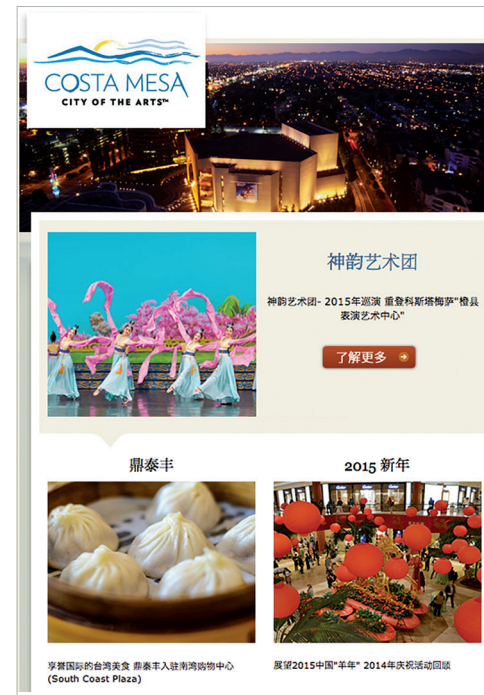 COSTA MESA
CITY OF THE ARTS™
神韵艺术团
神韵艺术团- 2015年巡演 重登科斯塔梅萨"橙县
表演艺术中心"
了解更多
鼎泰丰
2015 新年
享誉国际的台湾美食 鼎泰丰入驻南湾购物中心
(South Coast Plaza)
展望2015中国"羊年" 2014年庆祝活动回顾